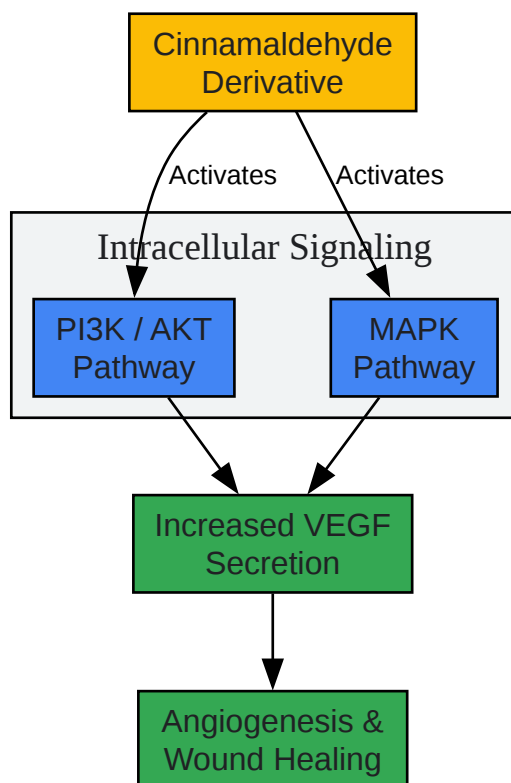 Cinnamaldehyde
Derivative
Activates
Activates
Intracellular Signaling
PI3K / AKT
Pathway
MAPK
Pathway
Increased VEGF
Secretion
Angiogenesis &
Wound Healing